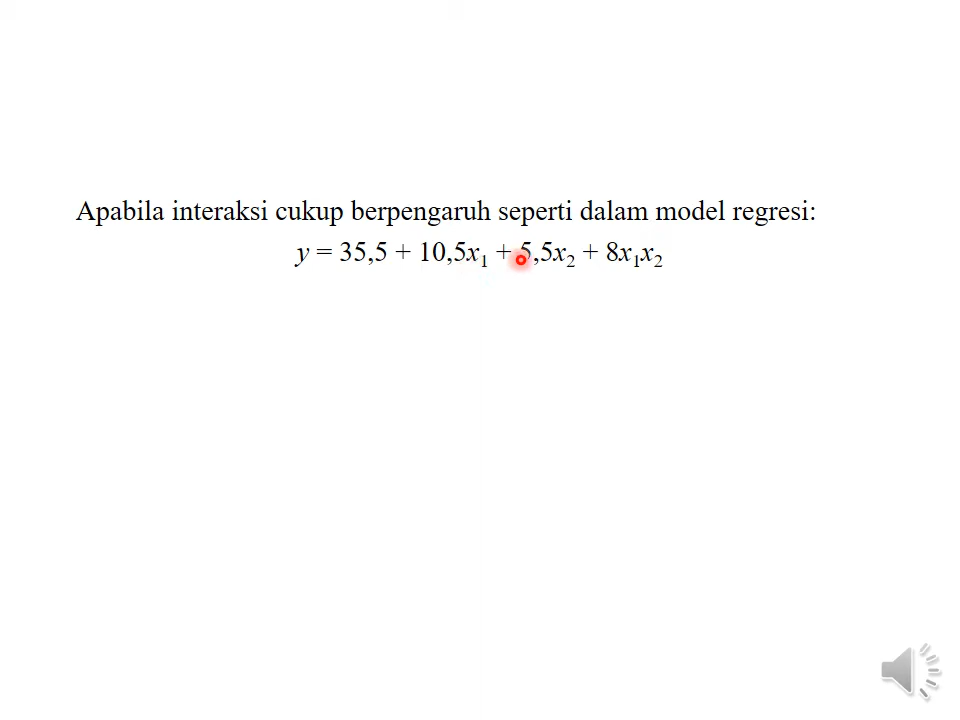 Apabila interaksi cukup berpengaruh seperti dalam model regresi:
y = 35,5 + 10,5x₁ + 5,5x₂ + 8x₁x₂